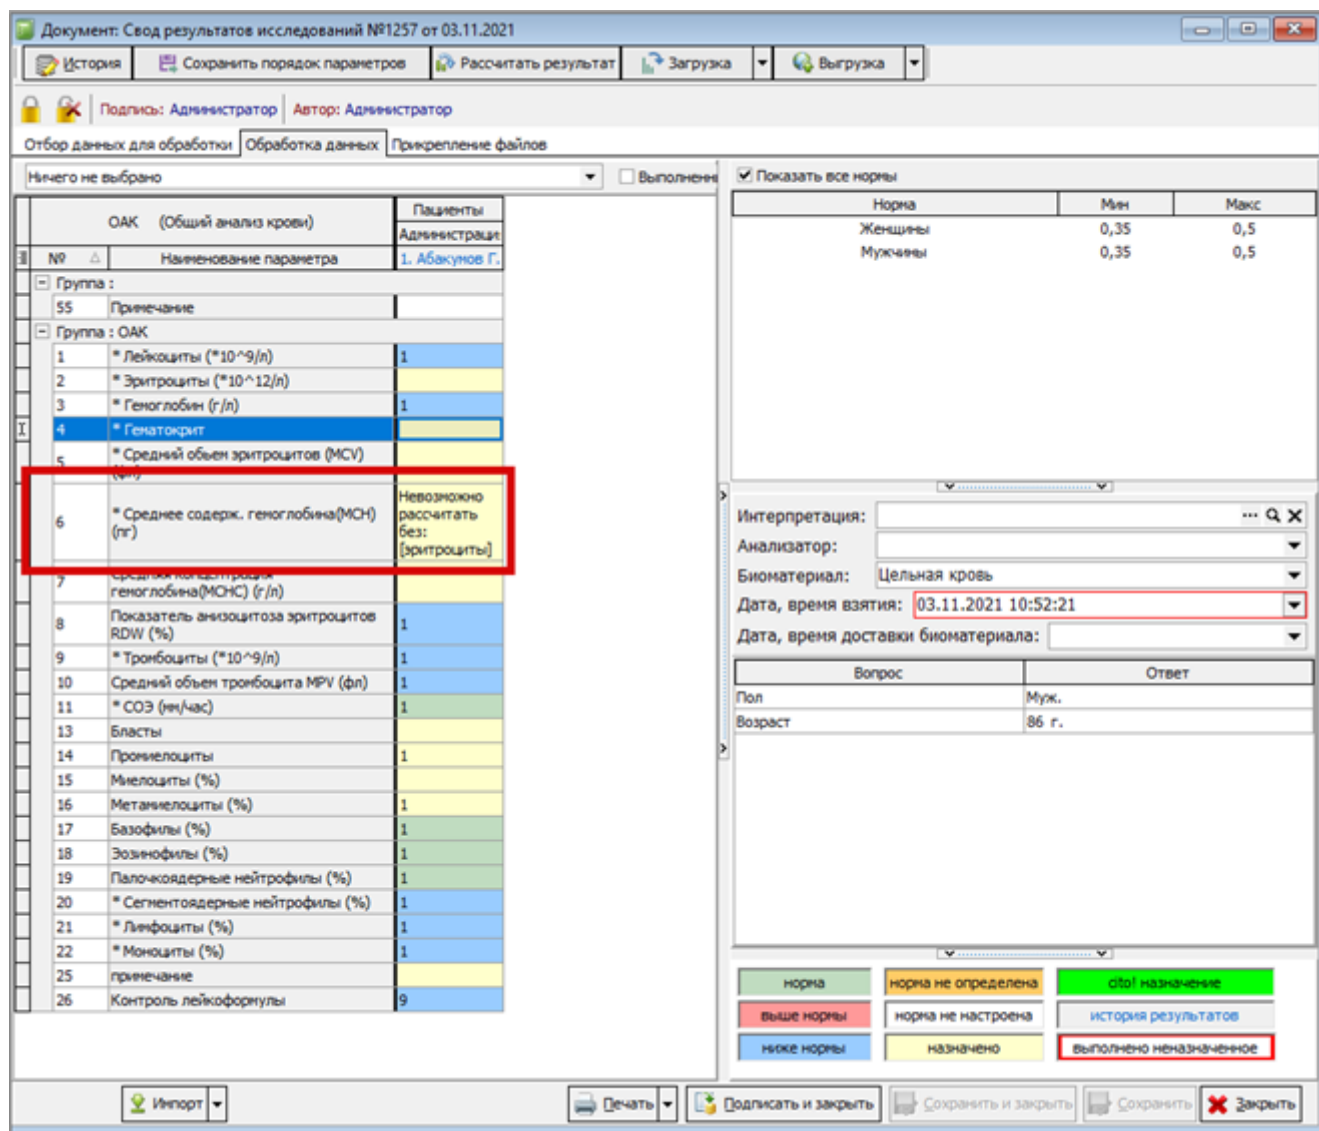 Документ: Свод результатов исследований №1257 от 03.11.2021
История Сохранить порядок параметров Рассчитать результат Загрузка Выгрузка
Подпись: Администратор Автор: Администратор
Отбор данных для обработки Обработка данных Прикрепление файлов
Ничего не выбрано Выполненн
ОАК (Общий анализ крови) Пациенты
Администрац
№ Наименование параметра 1. Абакумов Г.
Группа :
55 Примечание
Группа : ОАК
1 * Лейкоциты (*10^9/л) 1
2 * Эритроциты (*10^12/л)
3 * Гемоглобин (г/л) 1
4 * Гематокрит
5 * Средний объем эритроцитов (MCV)
(фл)
6 * Среднее содерж. гемоглобина(MCH)
(пг) Невозможно
рассчитать
без:
[эритроциты]
7 Средняя концентрация
гемоглобина(MCHC) (г/л)
8 Показатель анизоцитоза эритроцитов
RDW (%) 1
9 * Тромбоциты (*10^9/л) 1
10 Средний объем тромбоцита MPV (фл) 1
11 * СОЭ (мм/час) 1
13 Бласты
14 Промиелоциты 1
15 Миелоциты (%)
16 Метамиелоциты (%) 1
17 Базофилы (%) 1
18 Эозинофилы (%) 1
19 Палочкоядерные нейтрофилы (%) 1
20 * Сегментоядерные нейтрофилы (%) 1
21 * Лимфоциты (%) 1
22 * Моноциты (%) 1
25 примечание
26 Контроль лейкоформулы 9
Показать все нормы
Норма Мин Макс
Женщины 0,35 0,5
Мужчины 0,35 0,5
Интерпретация:
Анализатор:
Биоматериал: Цельная кровь
Дата, время взятия: 03.11.2021 10:52:21
Дата, время доставки биоматериала:
Вопрос Ответ
Пол Муж.
Возраст 86 г.
норма норма не определена cito! назначение
выше нормы норма не настроена история результатов
ниже нормы назначено выполнено неназначенное
Импорт Печать Подписать и закрыть Сохранить и закрыть Сохранить Закрыть